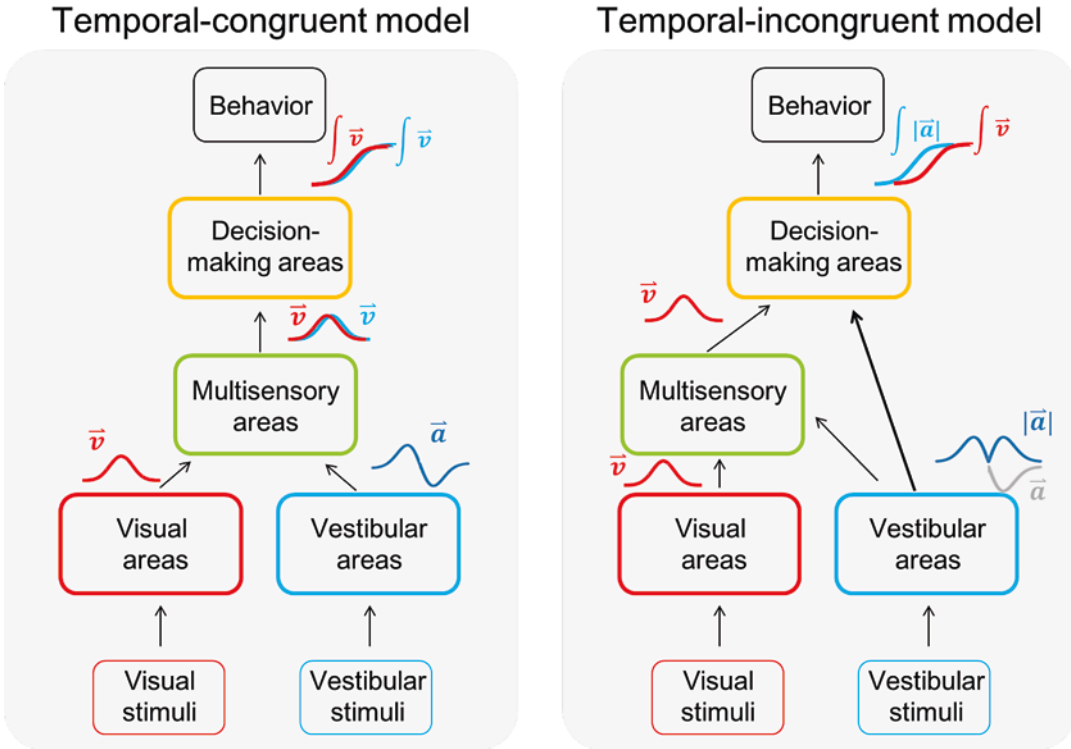 Temporal-congruent model
Behavior
∫ v⃗ ∫ v⃗
Decision-
making areas
v⃗ v⃗
Multisensory
areas
v⃗
a⃗
Visual
areas
Vestibular
areas
Visual
stimuli
Vestibular
stimuli
Temporal-incongruent model
Behavior
∫ |a⃗| ∫ v⃗
Decision-
making areas
v⃗
Multisensory
areas
|a⃗|
v⃗
a⃗
Visual
areas
Vestibular
areas
Visual
stimuli
Vestibular
stimuli